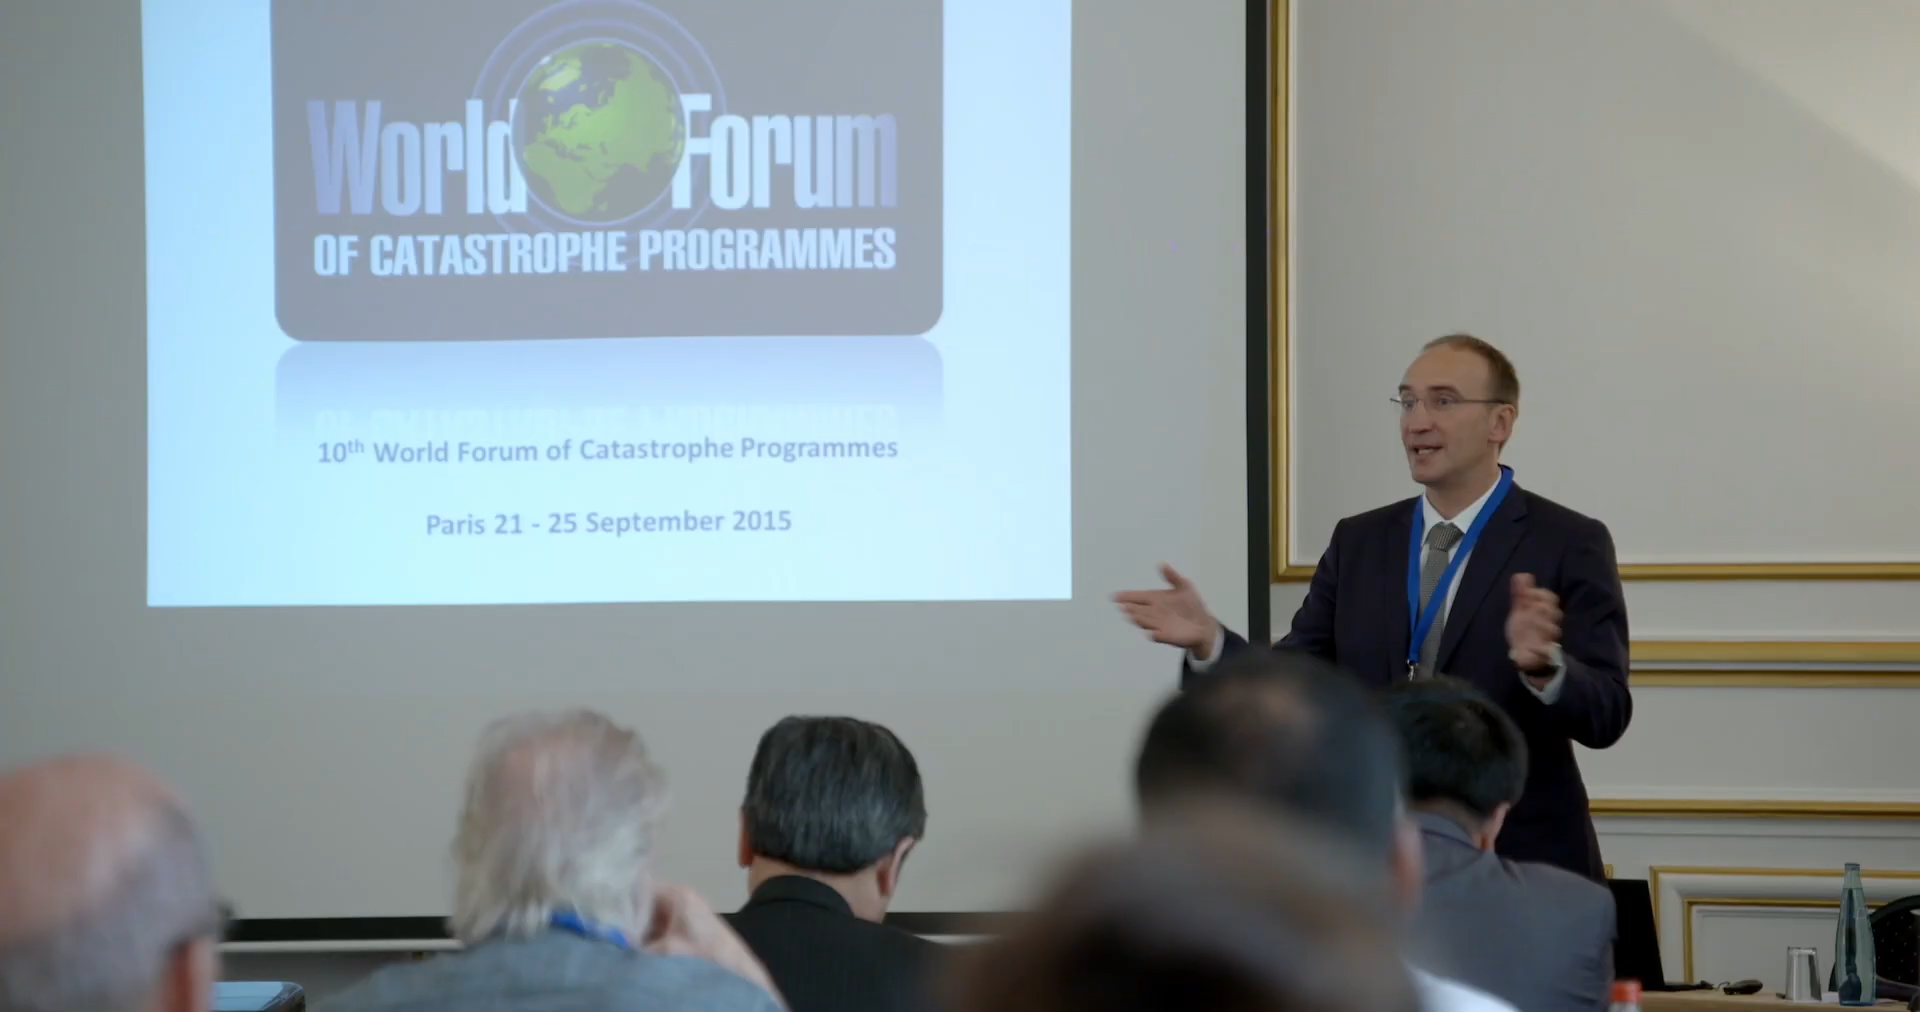 World Forum
OF CATASTROPHE PROGRAMMES
10th World Forum of Catastrophe Programmes
Paris 21 - 25 September 2015